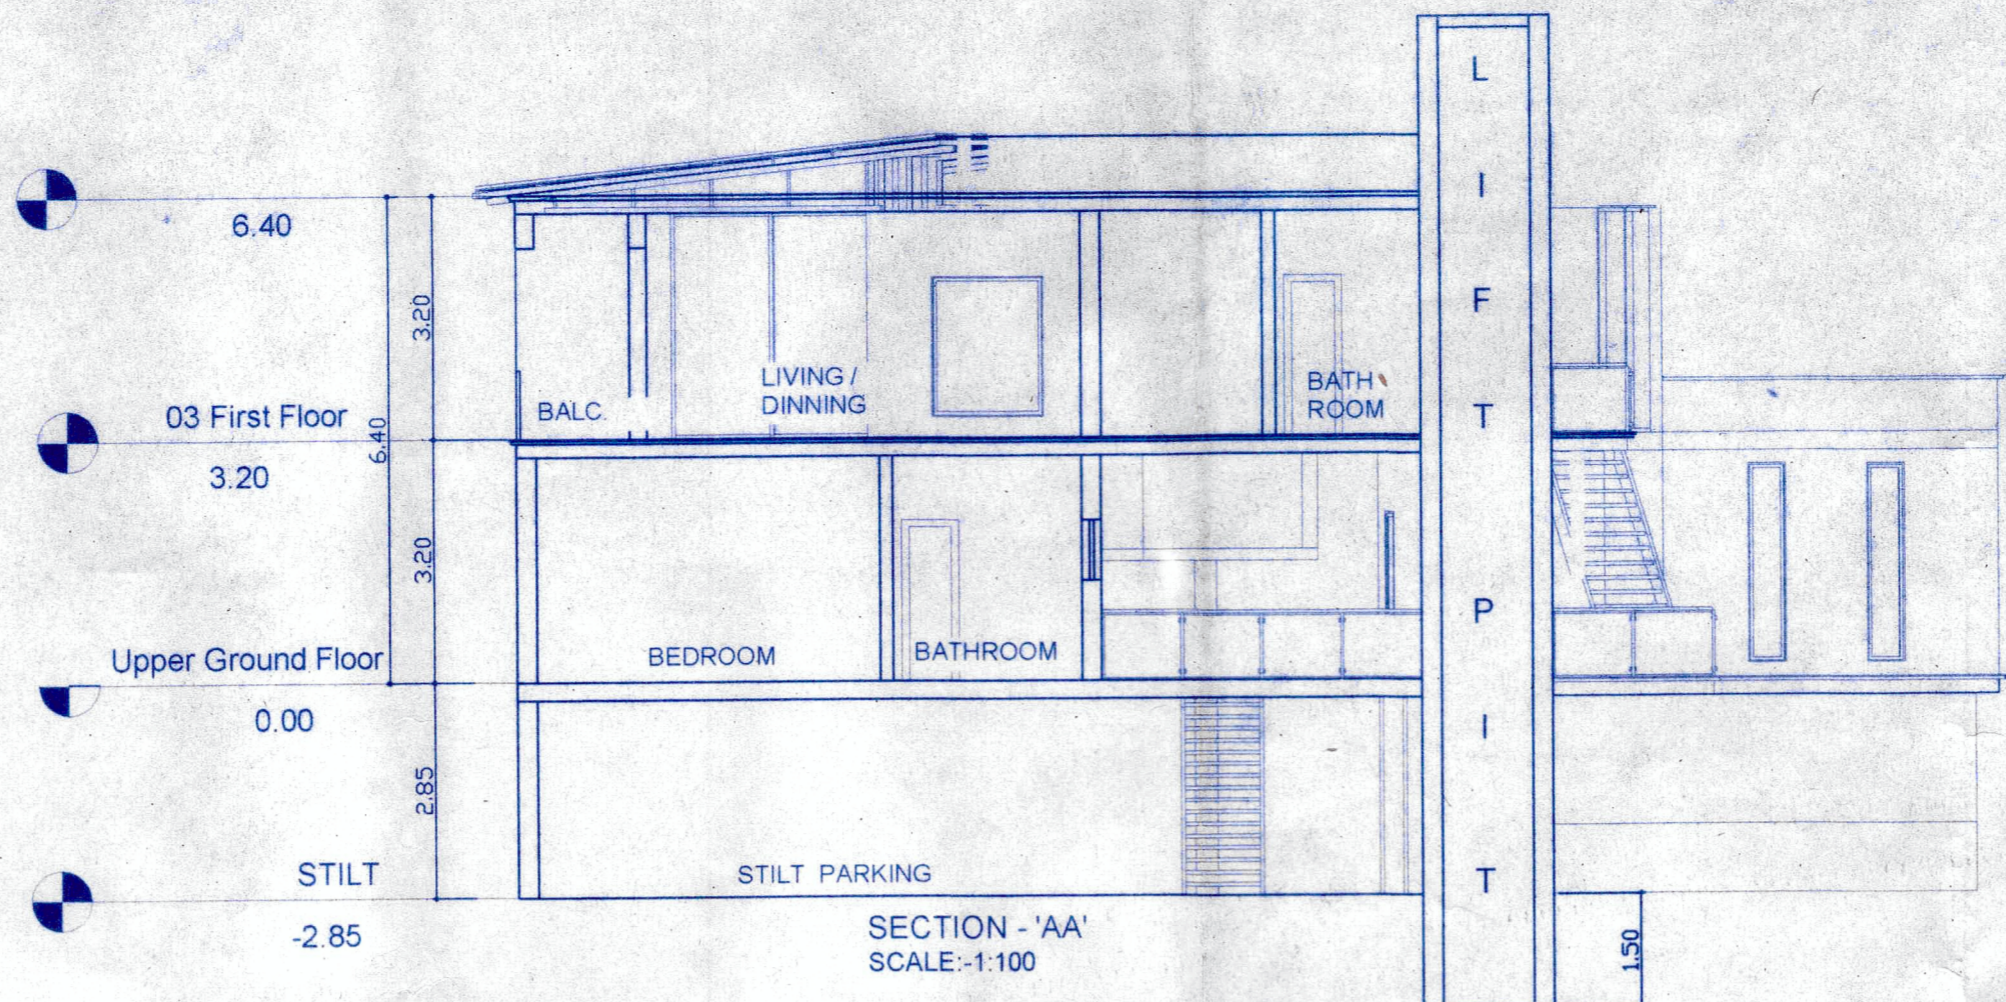 L
I
F
T
P
I
T
6.40
3.20
6.40
LIVING /
DINNING
BALC.
BATH
ROOM
03 First Floor
3.20
3.20
BEDROOM
BATHROOM
Upper Ground Floor
0.00
2.85
STILT
STILT PARKING
-2.85
SECTION - 'AA'
SCALE:-1:100
1.50